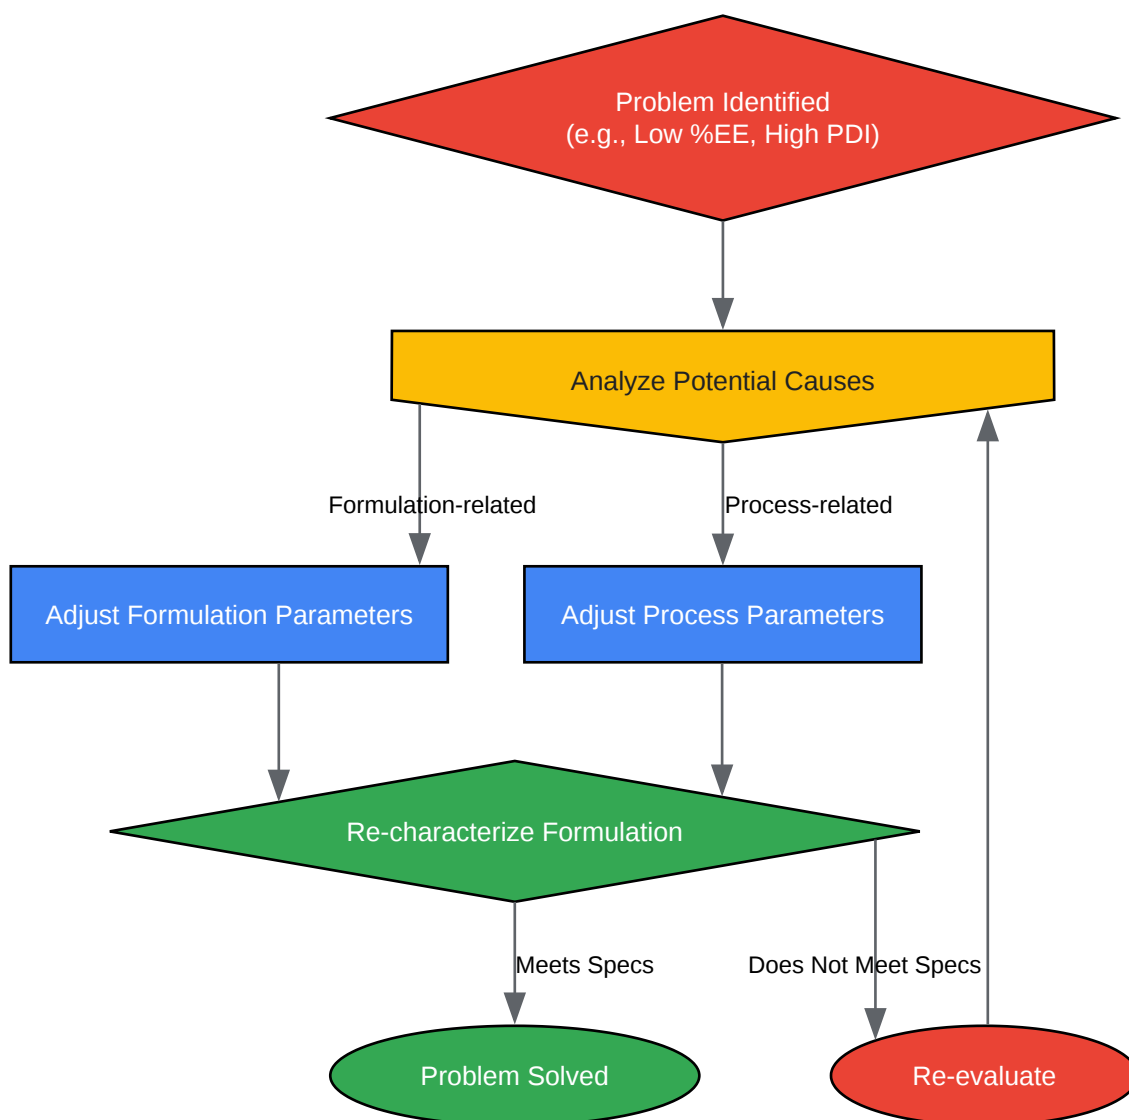 Problem Identified
(e.g., Low %EE, High PDI)
Analyze Potential Causes
Formulation-related
Process-related
Adjust Formulation Parameters
Adjust Process Parameters
Re-characterize Formulation
Meets Specs
Does Not Meet Specs
Problem Solved
Re-evaluate